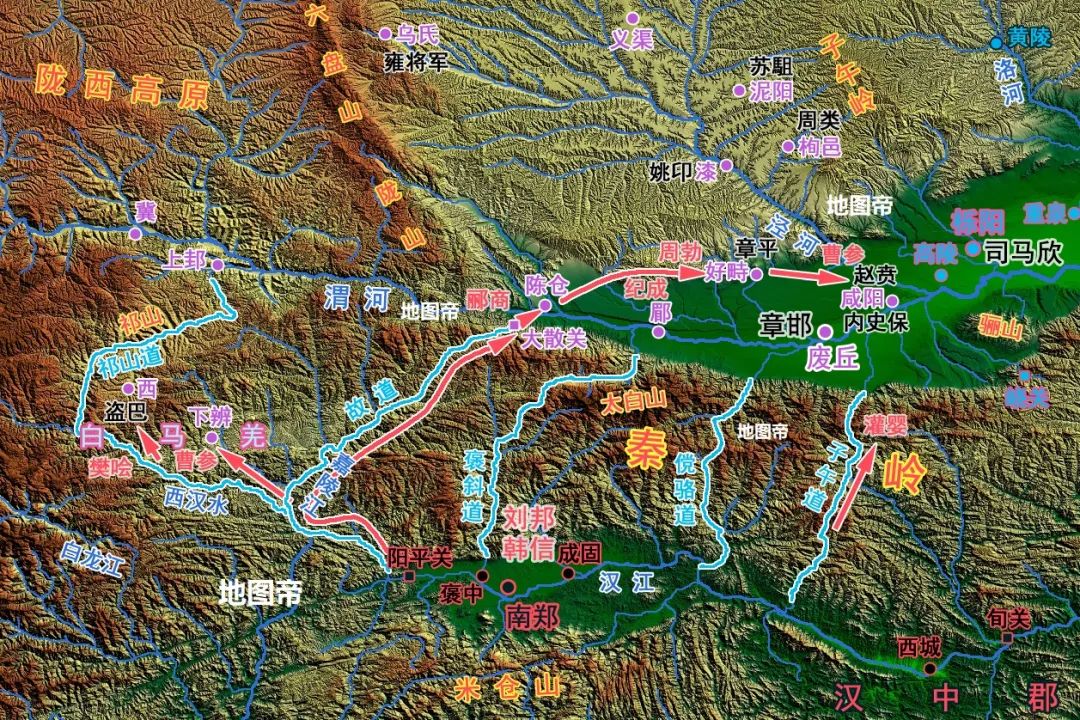 六盘山
乌氏
雍将军
义渠
子午岭
黄陵
洛河
陇西高原
苏駔
泥阳
周类
栒邑
姚卬
漆
陇山
地图帝
泾河
冀
上邽
渭河
地图帝
郦商
陈仓
大散关
周勃
纪成
郿
章平
好畤
曹参
赵贲
咸阳
内史保
章邯
废丘
栎阳
重泉
高陵
司马欣
骊山
祁山
祁山道
西
盗巴
下辨
白马羌
樊哙
曹参
西汉水
故道
嘉陵江
褒斜道
太白山
秦岭
地图帝
傥骆道
子午道
灌婴
刘邦
韩信
白龙江
地图帝
阳平关
褒中
成固
南郑
汉江
旬关
西城
米仓山
汉中郡